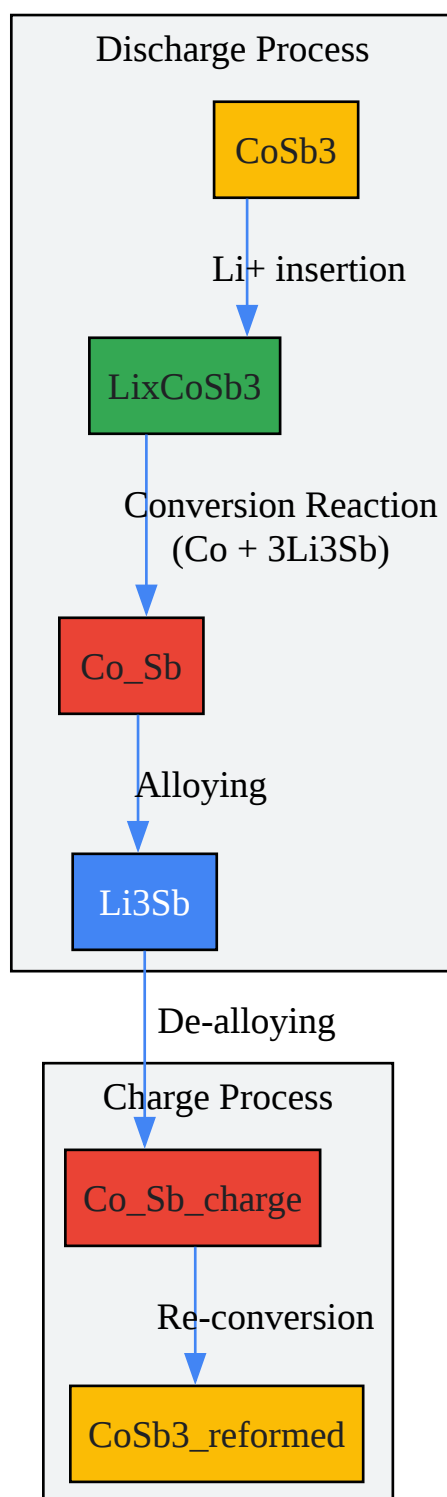 Discharge Process
CoSb3
Li+ insertion
LixCoSb3
Conversion Reaction
(Co + 3Li3Sb)
Co_Sb
Alloying
Li3Sb
De-alloying
Charge Process
Co_Sb_charge
Re-conversion
CoSb3_reformed